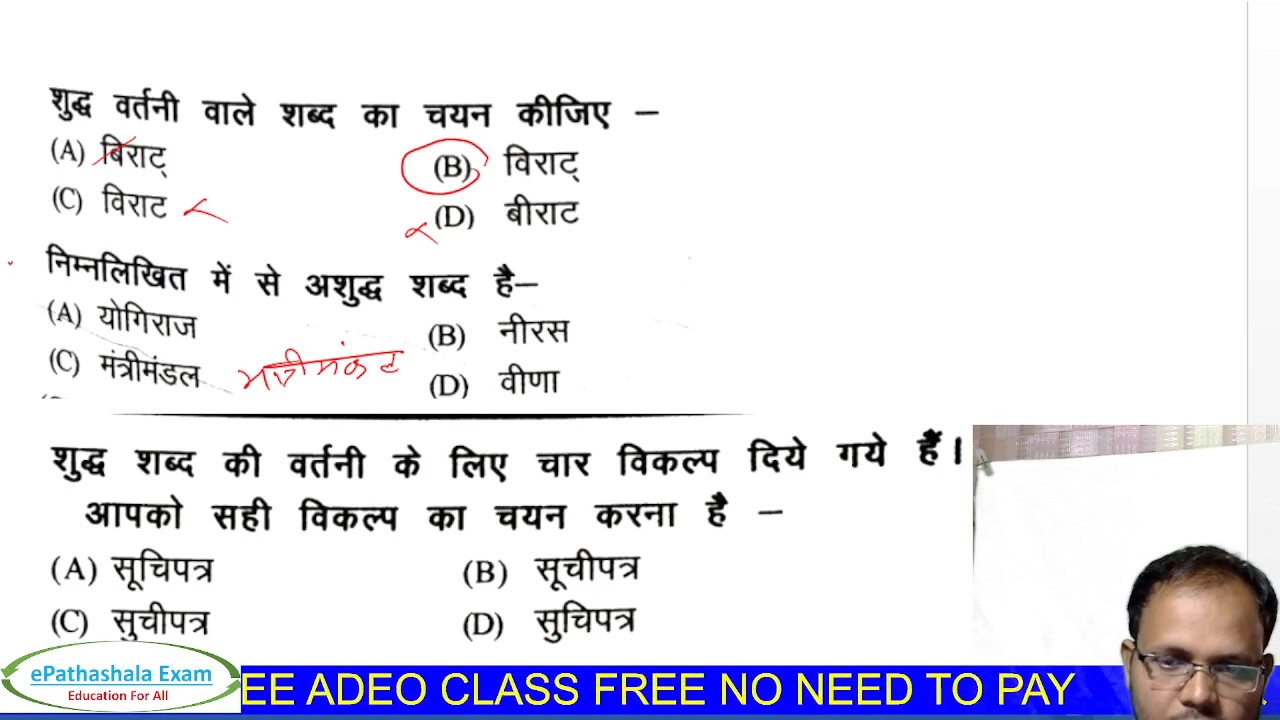 शुद्ध वर्तनी वाले शब्द का चयन कीजिए –
(A) बिराट् (B) विराट्
(C) विराट (D) बीराट
निम्नलिखित में से अशुद्ध शब्द है–
(A) योगिराज (B) नीरस
(C) मंत्रीमंडल (D) वीणा
शुद्ध शब्द की वर्तनी के लिए चार विकल्प दिये गये हैं।
आपको सही विकल्प का चयन करना है –
(A) सूचिपत्र (B) सूचीपत्र
(C) सुचीपत्र (D) सुचिपत्र
ePathashala Exam
Education For All
EE ADEO CLASS FREE NO NEED TO PAY